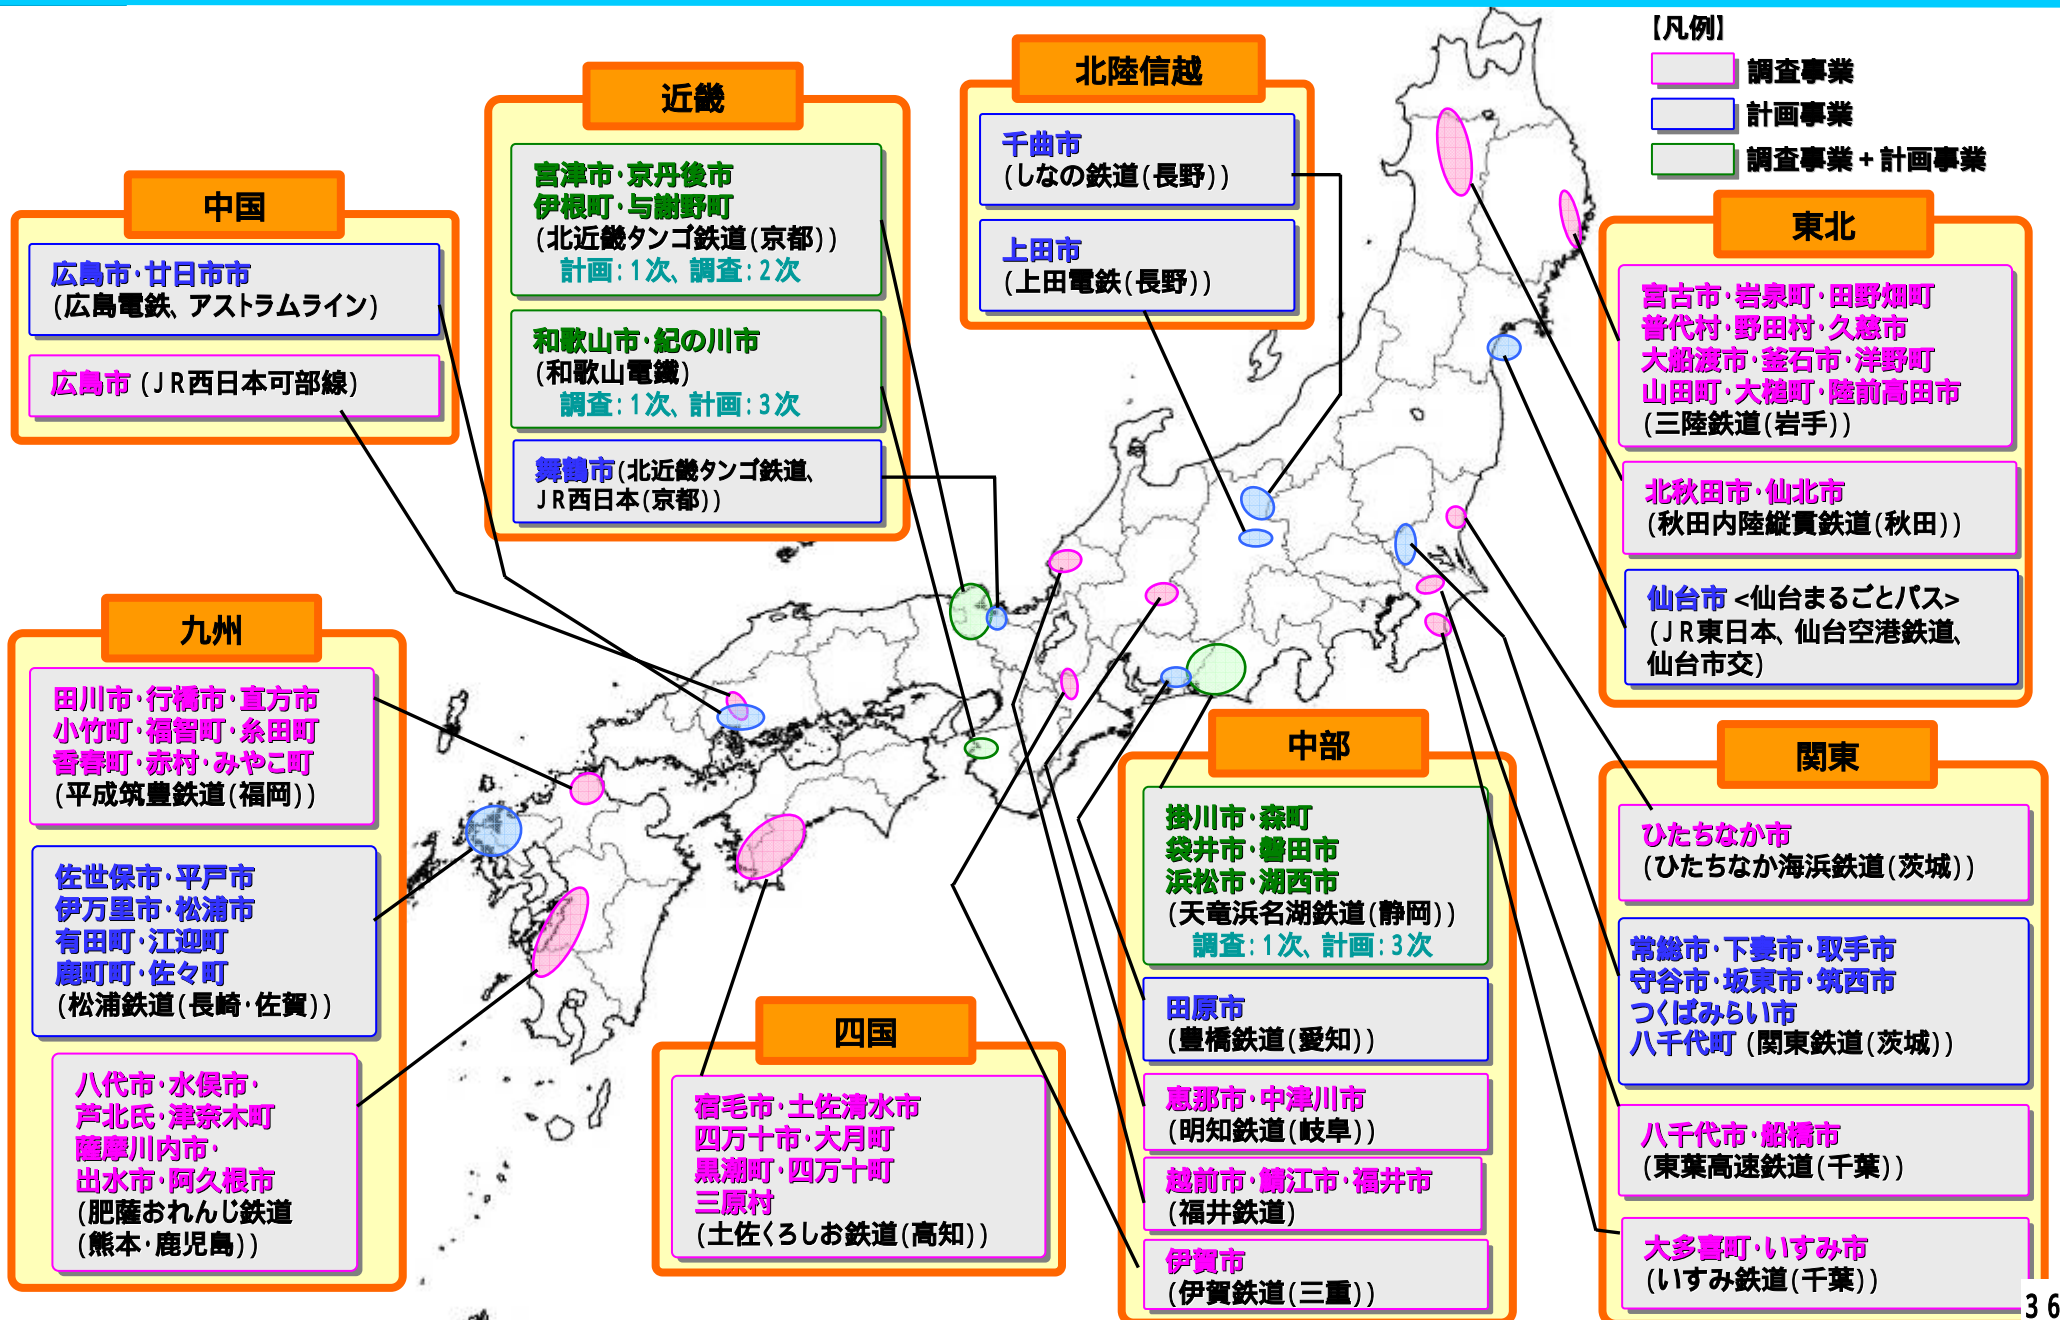 【凡例】
調査事業
計画事業
調査事業+計画事業
中国
広島市・廿日市市
(広島電鉄、アストラムライン)
広島市 (JR西日本可部線)
近畿
宮津市・京丹後市
伊根町・与謝野町
(北近畿タンゴ鉄道(京都))
計画:1次、調査:2次
和歌山市・紀の川市
(和歌山電鐵)
調査:1次、計画:3次
舞鶴市(北近畿タンゴ鉄道、
JR西日本(京都))
北陸信越
千曲市
(しなの鉄道(長野))
上田市
(上田電鉄(長野))
東北
宮古市・岩泉町・田野畑町
普代村・野田村・久慈市
大船渡市・釜石市・洋野町
山田町・大槌町・陸前高田市
(三陸鉄道(岩手))
北秋田市・仙北市
(秋田内陸縦貫鉄道(秋田))
仙台市 <仙台まるごとパス>
(JR東日本、仙台空港鉄道、
仙台市交)
九州
田川市・行橋市・直方市
小竹町・福智町・糸田町
香春町・赤村・みやこ町
(平成筑豊鉄道(福岡))
佐世保市・平戸市
伊万里市・松浦市
有田町・江迎町
鹿町町・佐々町
(松浦鉄道(長崎・佐賀))
八代市・水俣市・
芦北氏・津奈木町
薩摩川内市・
出水市・阿久根市
(肥薩おれんじ鉄道
(熊本・鹿児島))
四国
宿毛市・土佐清水市
四万十市・大月町
黒潮町・四万十町
三原村
(土佐くろしお鉄道(高知))
中部
掛川市・森町
袋井市・磐田市
浜松市・湖西市
(天竜浜名湖鉄道(静岡))
調査:1次、計画:3次
田原市
(豊橋鉄道(愛知))
恵那市・中津川市
(明知鉄道(岐阜))
越前市・鯖江市・福井市
(福井鉄道)
伊賀市
(伊賀鉄道(三重))
関東
ひたちなか市
(ひたちなか海浜鉄道(茨城))
常総市・下妻市・取手市
守谷市・坂東市・筑西市
つくばみらい市
八千代町 (関東鉄道(茨城))
八千代市・船橋市
(東葉高速鉄道(千葉))
大多喜町・いすみ市
(いすみ鉄道(千葉))
36